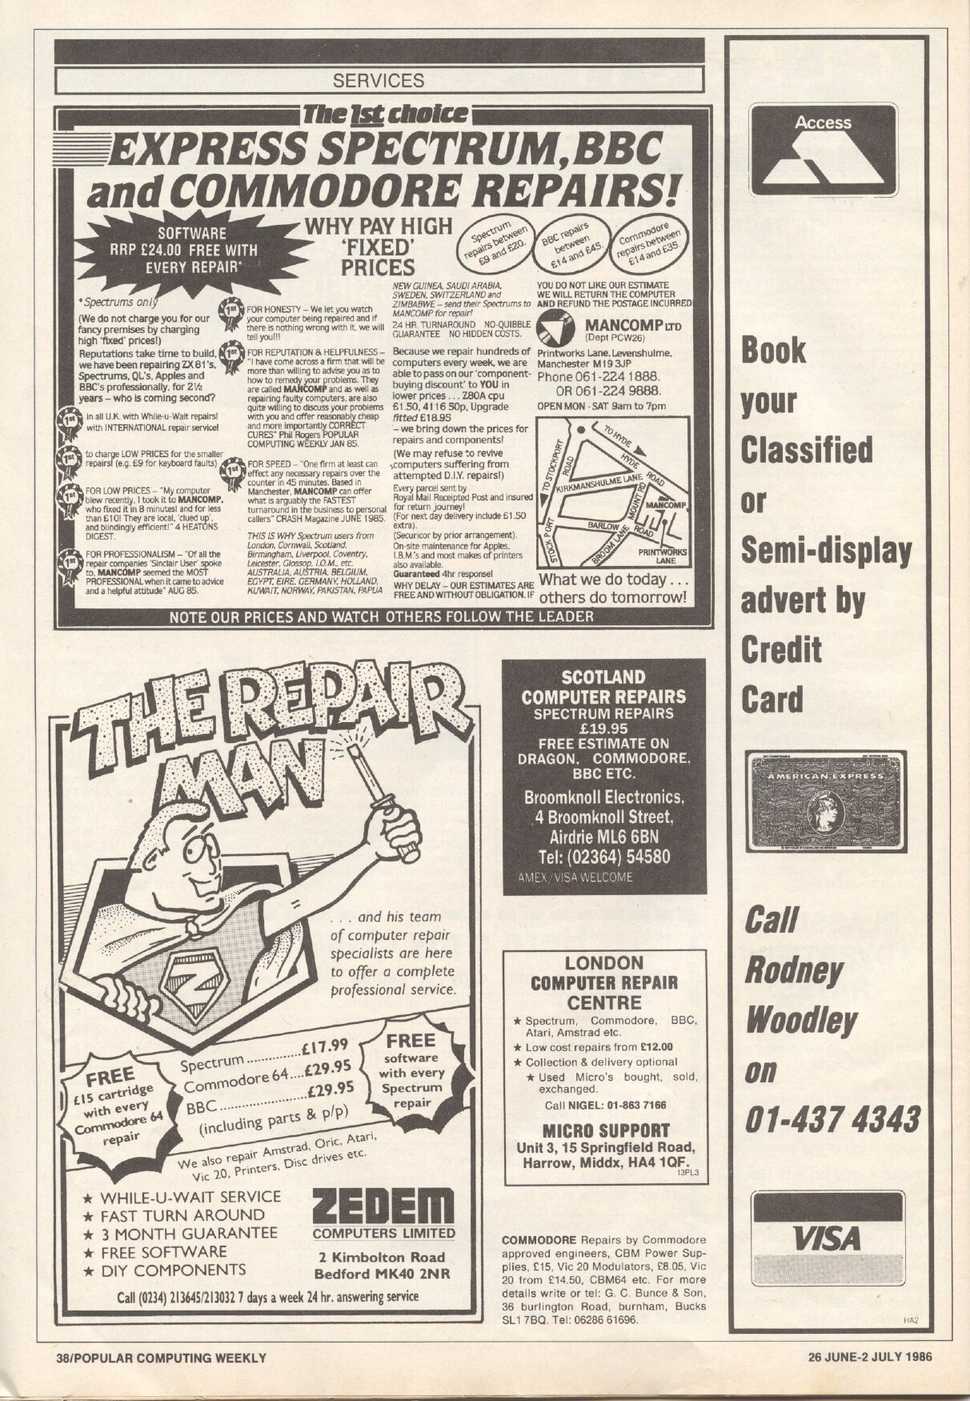 SERVICES
The 1st choice
EXPRESS SPECTRUM, BBC
and COMMODORE REPAIRS!
SOFTWARE
RRP £24.00 FREE WITH
EVERY REPAIR*
WHY PAY HIGH
'FIXED'
PRICES
Spectrum
repairs between
£9 and £20.
BBC repairs
between
£14 and £45.
Commodore
repairs between
£14 and £35
*Spectrums only
(We do not charge you for our
fancy premises by charging
high 'fixed' prices!)
Reputations take time to build,
we have been repairing ZX 81's,
Spectrums, QL's, Apples and
BBC's professionally, for 2½
years – who is coming second?
1st
in all U.K. with While-u-Wait repairs!
with INTERNATIONAL repair service!
1st
to charge LOW PRICES for the smaller
repairs! (e.g. £9 for keyboard faults)
1st
FOR LOW PRICES – "My computer
blew recently, I took it to MANCOMP,
who fixed it in 8 minutes! and for less
than £10! They are local, 'clued up',
and blindingly efficient!" 4 HEATONS
DIGEST.
1st
FOR PROFESSIONALISM – "Of all the
repair companies 'Sinclair User' spoke
to, MANCOMP seemed the MOST
PROFESSIONAL when it came to advice
and a helpful attitude" AUG 85.
1st
FOR HONESTY – We let you watch
your computer being repaired and if
there is nothing wrong with it, we will
tell you!!!
1st
FOR REPUTATION & HELPFULNESS –
"I have come across a firm that will be
more than willing to advise you as to
how to remedy your problems. They
are called MANCOMP and as well as
repairing faulty computers, are also
quite willing to discuss your problems
with you and offer reasonably cheap
and more importantly CORRECT
CURES" Phil Rogers POPULAR
COMPUTING WEEKLY JAN 85.
1st
FOR SPEED – "One firm at least can
effect any necessary repairs over the
counter in 45 minutes. Based in
Manchester, MANCOMP can offer
what is arguably the FASTEST
turnaround in the business to personal
callers" CRASH Magazine JUNE 1985.
THIS IS WHY Spectrum users from
London, Cornwall, Scotland,
Birmingham, Liverpool, Coventry,
Leicester, Glossop, I.O.M., etc.
AUSTRALIA, AUSTRIA, BELGIUM,
EGYPT, EIRE, GERMANY, HOLLAND,
KUWAIT, NORWAY, PAKISTAN, PAPUA
NEW GUINEA, SAUDI ARABIA,
SWEDEN, SWITZERLAND and
ZIMBABWE – send their Spectrums to
MANCOMP for repair!
24 HR. TURNAROUND NO-QUIBBLE
GUARANTEE NO HIDDEN COSTS.
Because we repair hundreds of
computers every week, we are
able to pass on our 'component-
buying discount' to YOU in
lower prices . . . Z80A cpu
£1.50, 4116 50p, Upgrade
fitted £18.95
– we bring down the prices for
repairs and components!
(We may refuse to revive
computers suffering from
attempted D.I.Y. repairs!)
Every parcel sent by
Royal Mail Receipted Post and insured
for return journey!
(For next day delivery include £1.50
extra).
(Securicor by prior arrangement).
On-site maintenance for Apples,
I.B.M's and most makes of printers
also available.
Guaranteed 4hr response!
WHY DELAY – OUR ESTIMATES ARE
FREE AND WITHOUT OBLIGATION. IF
YOU DO NOT LIKE OUR ESTIMATE
WE WILL RETURN THE COMPUTER
AND REFUND THE POSTAGE INCURRED
MANCOMP LTD
(Dept PCW26)
Printworks Lane, Levenshulme,
Manchester M19 3JP
Phone 061-224 1888.
OR 061-224 9888.
OPEN MON - SAT 9am to 7pm
TO STOCKPORT
ROAD
TO HYDE
HYDE ROAD
KIRKMANSHULME LANE
MOUNT RD
MANCOMP
BARLOW ROAD
STOCK PORT
BROOM LANE
PRINTWORKS
LANE
What we do today . . .
others do tomorrow!
NOTE OUR PRICES AND WATCH OTHERS FOLLOW THE LEADER
THE REPAIR
MAN
Z
. . . and his team
of computer repair
specialists are here
to offer a complete
professional service.
FREE
£15 cartridge
with every
Commodore 64
repair
Spectrum ............ £17.99
Commodore 64 .... £29.95
BBC .................... £29.95
(including parts & p/p)
FREE
software
with every
Spectrum
repair
We also repair Amstrad, Oric, Atari,
Vic 20, Printers, Disc drives etc.
★ WHILE-U-WAIT SERVICE
★ FAST TURN AROUND
★ 3 MONTH GUARANTEE
★ FREE SOFTWARE
★ DIY COMPONENTS
ZEDEM
COMPUTERS LIMITED
2 Kimbolton Road
Bedford MK40 2NR
Call (0234) 213645/213032 7 days a week 24 hr. answering service
SCOTLAND
COMPUTER REPAIRS
SPECTRUM REPAIRS
£19.95
FREE ESTIMATE ON
DRAGON, COMMODORE,
BBC ETC.
Broomknoll Electronics,
4 Broomknoll Street,
Airdrie ML6 6BN
Tel: (02364) 54580
AMEX/VISA WELCOME
LONDON
COMPUTER REPAIR
CENTRE
★ Spectrum, Commodore, BBC,
Atari, Amstrad etc.
★ Low cost repairs from £12.00
★ Collection & delivery optional
★ Used Micro's bought, sold,
exchanged.
Call NIGEL: 01-863 7166
MICRO SUPPORT
Unit 3, 15 Springfield Road,
Harrow, Middx, HA4 1QF.
13PL3
COMMODORE Repairs by Commodore
approved engineers, CBM Power Sup-
plies, £15, Vic 20 Modulators, £8.05, Vic
20 from £14.50, CBM64 etc. For more
details write or tel: G. C. Bunce & Son,
36 burlington Road, burnham, Bucks
SL1 7BQ. Tel: 06286 61696.
Access
Book
your
Classified
or
Semi-display
advert by
Credit
Card
AMERICAN EXPRESS
Call
Rodney
Woodley
on
01-437 4343
VISA
HA2
38/POPULAR COMPUTING WEEKLY
26 JUNE-2 JULY 1986